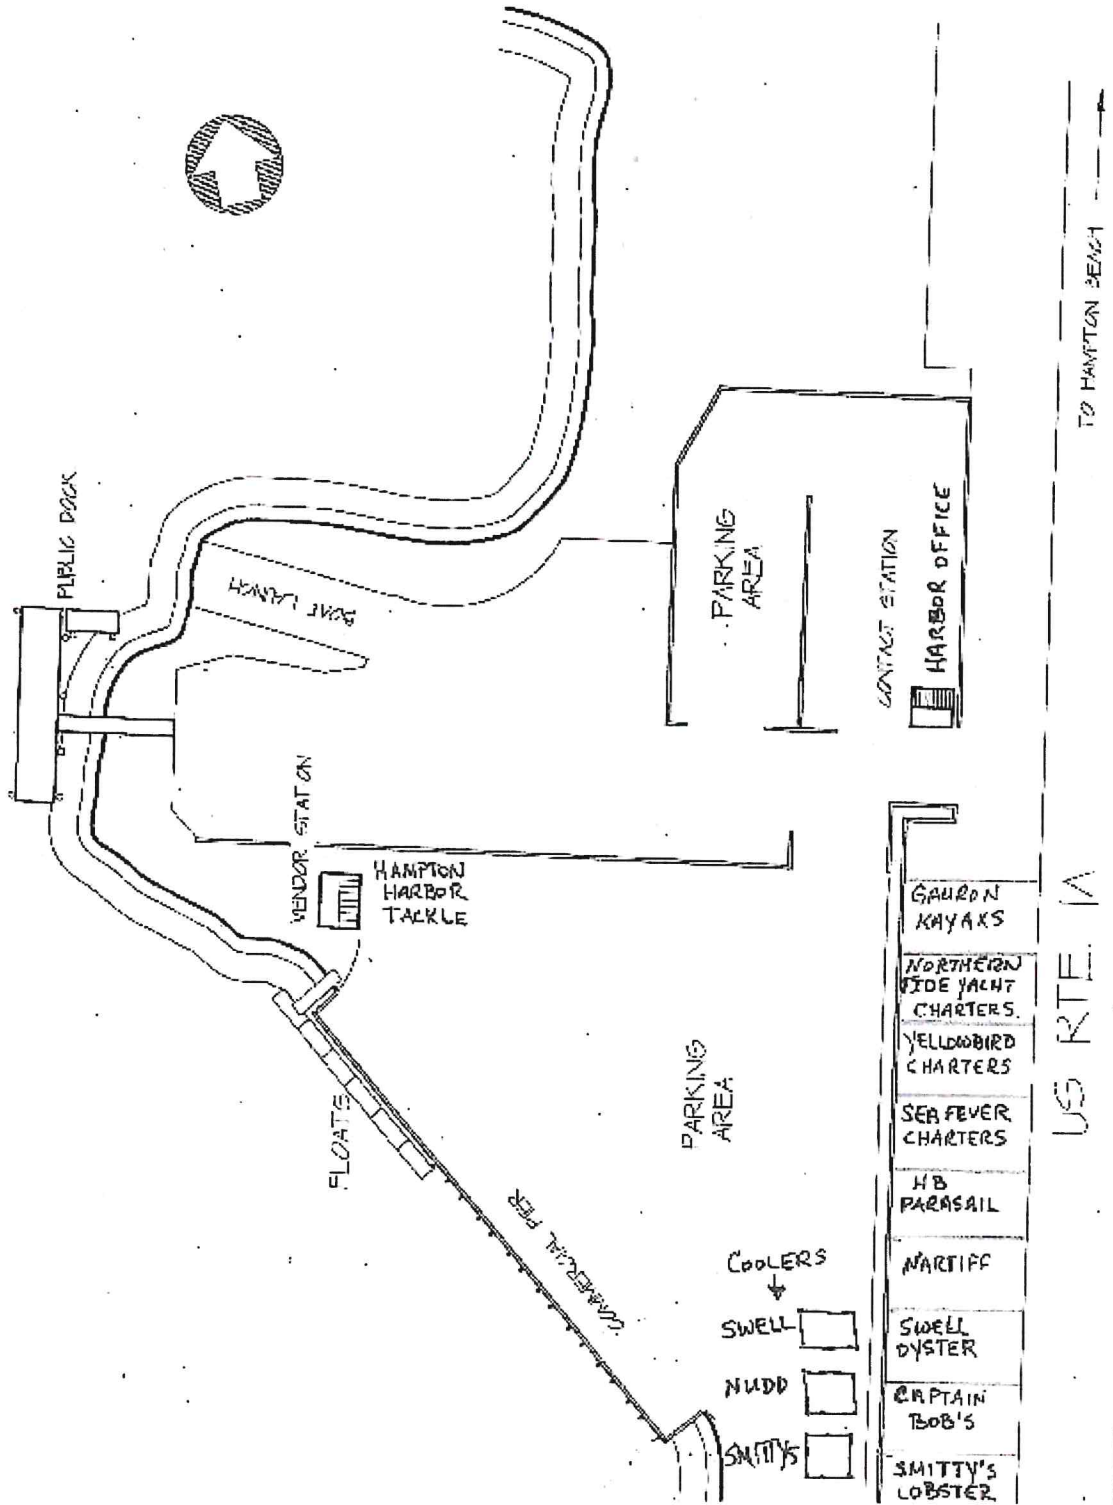 PUBLIC DOCK
BOAT LAUNCH
VENDOR STATION
HAMPTON
HARBOR
TACKLE
FLOATS
COMMERCIAL PIER
PARKING
AREA
CONTACT STATION
HARBOR OFFICE
PARKING
AREA
COOLERS
SWELL
NUDD
SMITTYS
GAURON
KAYAKS
NORTHERN
TIDE YACHT
CHARTERS.
YELLOWBIRD
CHARTERS
SEA FEVER
CHARTERS
HB
PARASAIL
NARTIFF
SWELL
OYSTER
CAPTAIN
BOB'S
SMITTY'S
LOBSTER
US RTE 1A
TO HAMPTON BEACH